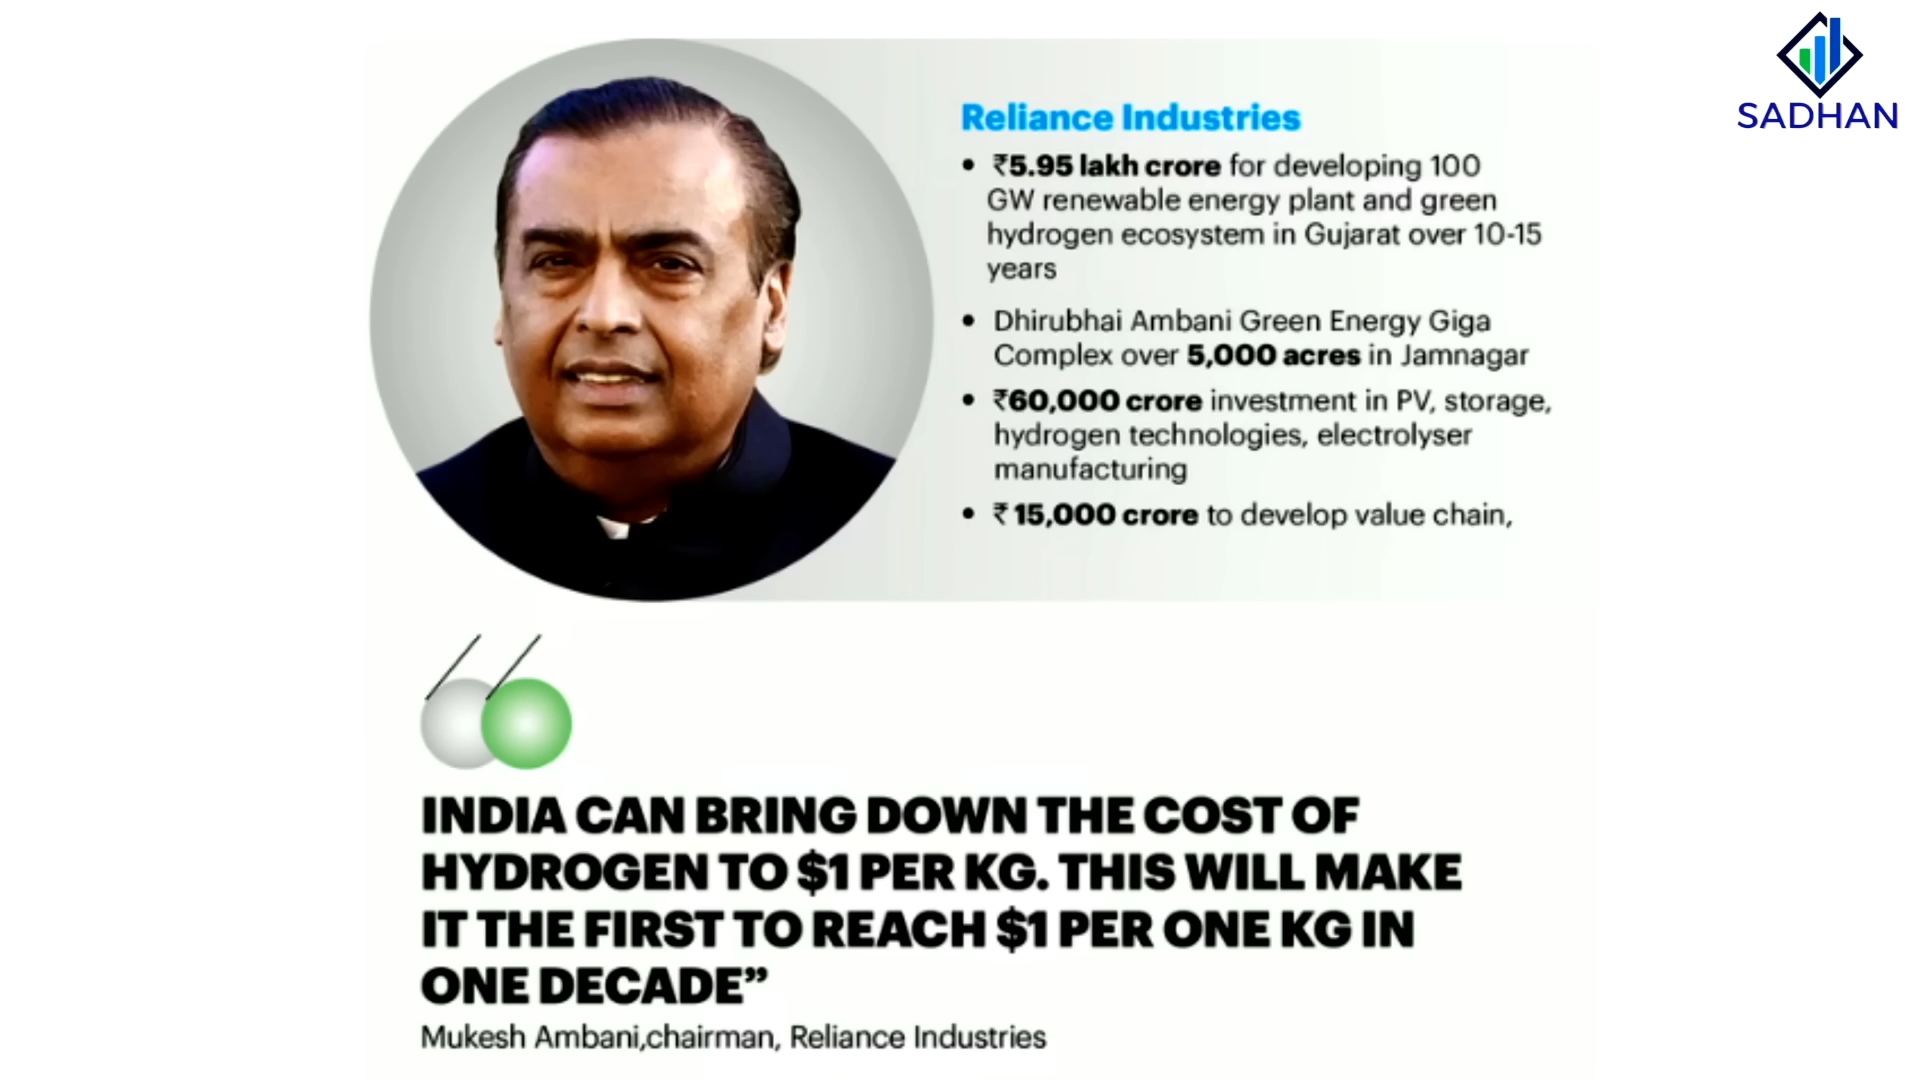 SADHAN
Reliance Industries
• ₹5.95 lakh crore for developing 100
GW renewable energy plant and green
hydrogen ecosystem in Gujarat over 10-15
years
• Dhirubhai Ambani Green Energy Giga
Complex over 5,000 acres in Jamnagar
• ₹60,000 crore investment in PV, storage,
hydrogen technologies, electrolyser
manufacturing
• ₹ 15,000 crore to develop value chain,
INDIA CAN BRING DOWN THE COST OF
HYDROGEN TO $1 PER KG. THIS WILL MAKE
IT THE FIRST TO REACH $1 PER ONE KG IN
ONE DECADE”
Mukesh Ambani,chairman, Reliance Industries